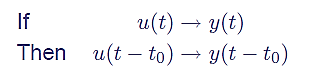 If u(t) → y(t)
Then u(t − t₀) → y(t − t₀)